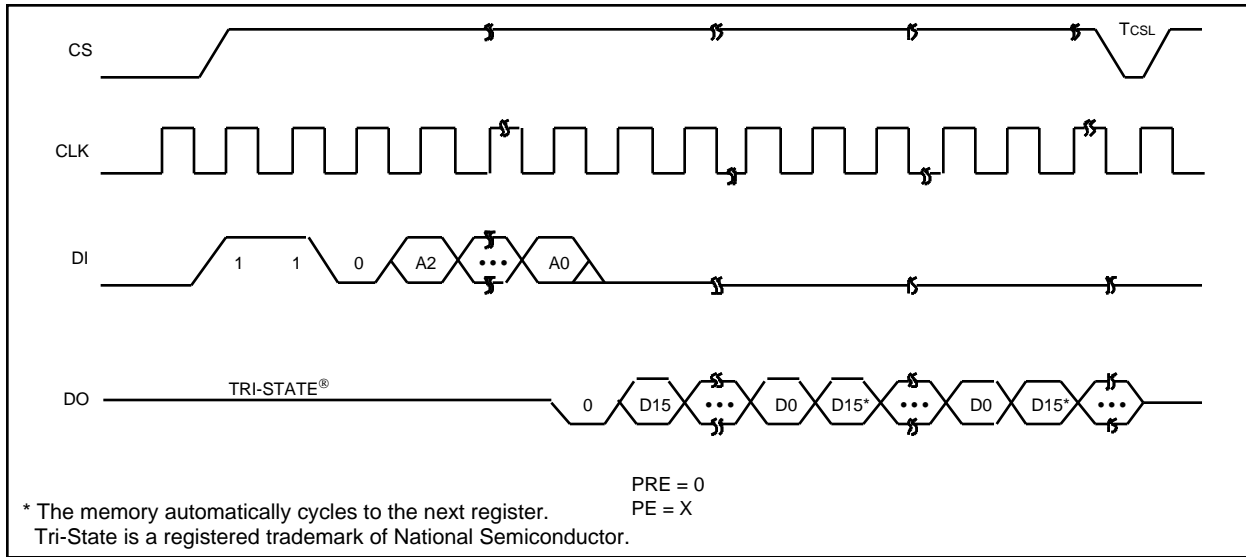 CS
TCSL
CLK
DI
1 1 0 A2 ••• A0
DO
TRI-STATE®
0 D15 ••• D0 D15* ••• D0 D15* •••
PRE = 0
PE = X
* The memory automatically cycles to the next register.
Tri-State is a registered trademark of National Semiconductor.